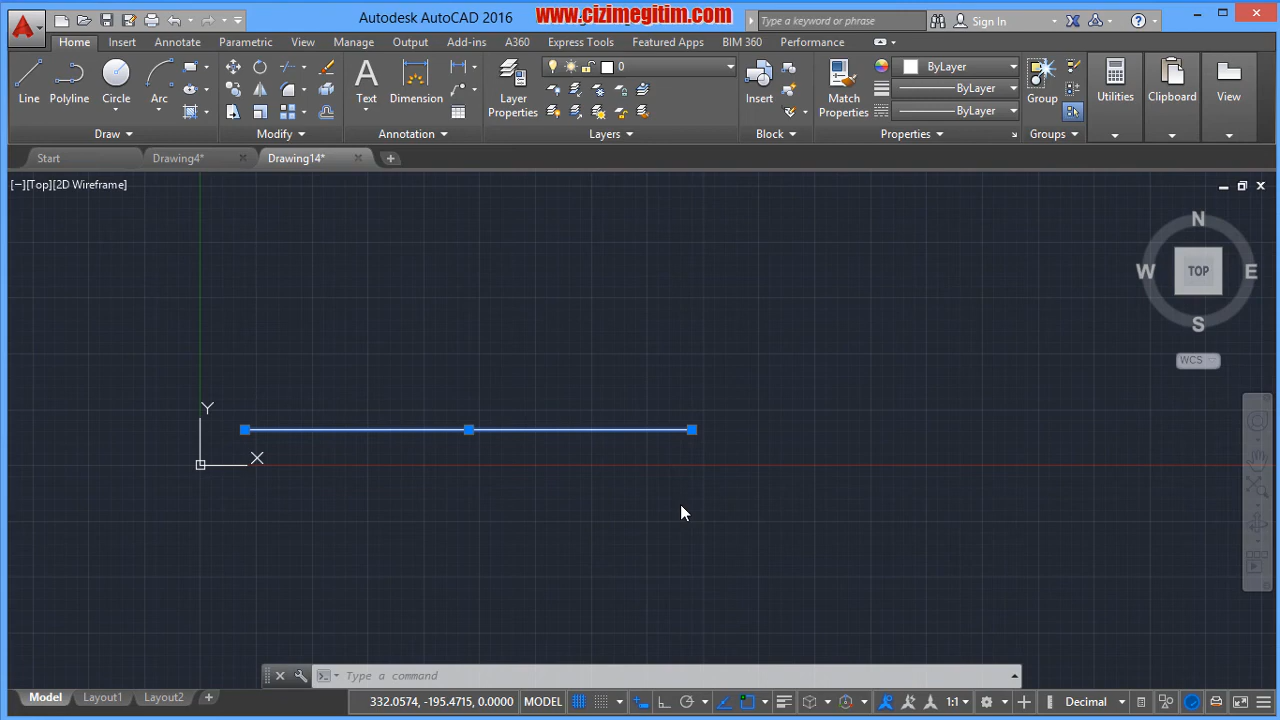 Autodesk AutoCAD 2016
www.cizimegitim.com
Type a keyword or phrase
Sign In
Home Insert Annotate Parametric View Manage Output Add-ins A360 Express Tools Featured Apps BIM 360 Performance
0
ByLayer
ByLayer
ByLayer
Line Polyline Circle Arc
Text Dimension
Layer Properties
Insert
Match Properties
Group
Utilities
Clipboard
View
Draw Modify Annotation Layers Block Properties Groups
Start Drawing4* Drawing14*
[−][Top][2D Wireframe]
N
W TOP E
S
WCS
Y
X
Type a command
Model Layout1 Layout2 +
332.0574, -195.4715, 0.0000 MODEL 1:1 Decimal